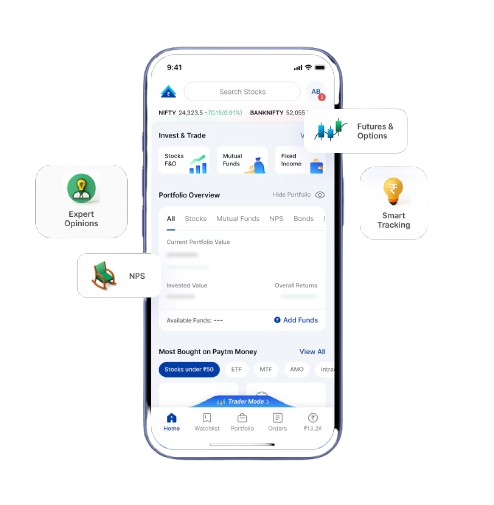 9:41
Search Stocks
AB
NIFTY 24,323.5 +70.15(0.91%) BANKNIFTY 52,055
Futures &
Options
Invest & Trade
Stocks
F&O
Mutual
Funds
Fixed
Income
Expert
Opinions
Smart
Tracking
Portfolio Overview
Hide Portfolio
All Stocks Mutual Funds NPS Bonds
Current Portfolio Value
NPS
Invested Value
Overall Returns
Available Funds: ---
Add Funds
Most Bought on Paytm Money
View All
Stocks under ₹50 ETF MTF AMO Intra
Trader Mode >
Home Watchlist Portfolio Orders ₹13.2K